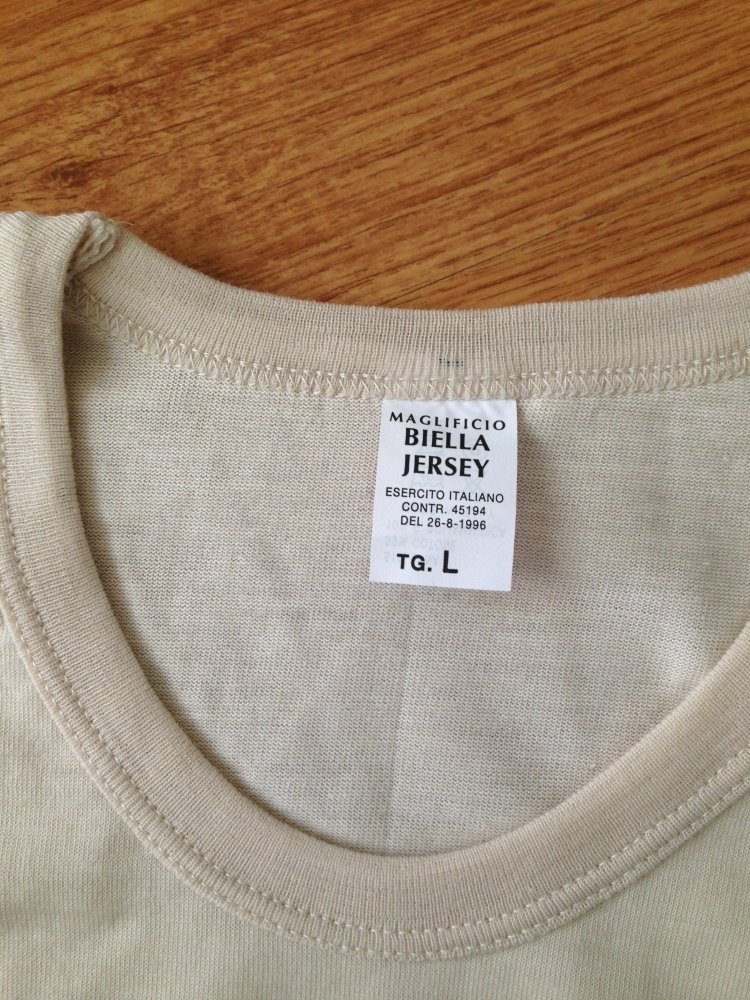 MAGLIFICIO
BIELLA
JERSEY
ESERCITO ITALIANO
CONTR. 45194
DEL 26-8-1996
TG. L